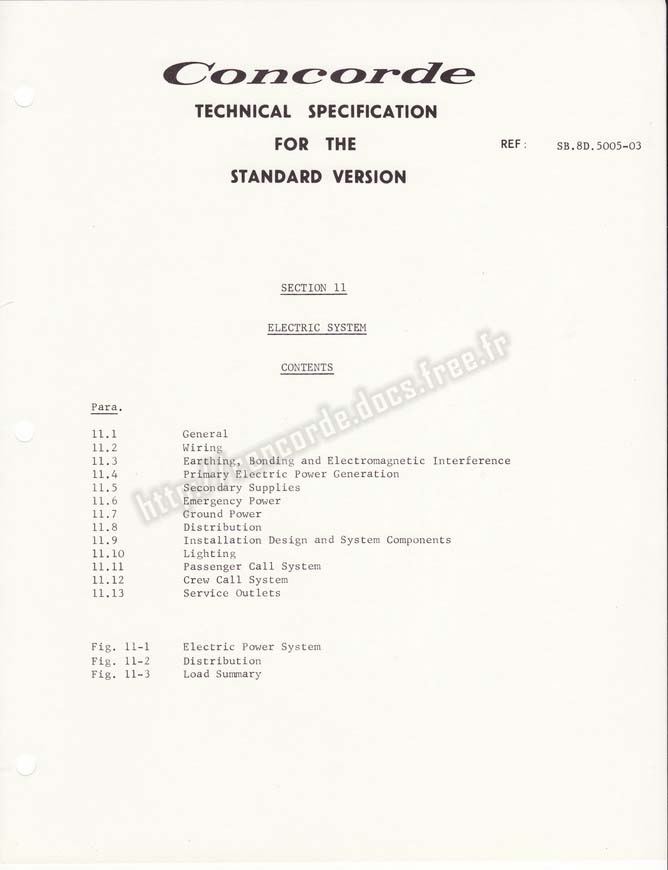 Concorde
TECHNICAL SPECIFICATION
FOR THE
REF: SB.8D.5005-03
STANDARD VERSION
SECTION 11
ELECTRIC SYSTEM
CONTENTS
Para.
11.1 General
11.2 Wiring
11.3 Earthing, Bonding and Electromagnetic Interference
11.4 Primary Electric Power Generation
11.5 Secondary Supplies
11.6 Emergency Power
11.7 Ground Power
11.8 Distribution
11.9 Installation Design and System Components
11.10 Lighting
11.11 Passenger Call System
11.12 Crew Call System
11.13 Service Outlets
Fig. 11-1 Electric Power System
Fig. 11-2 Distribution
Fig. 11-3 Load Summary
http://concorde.docs.free.fr